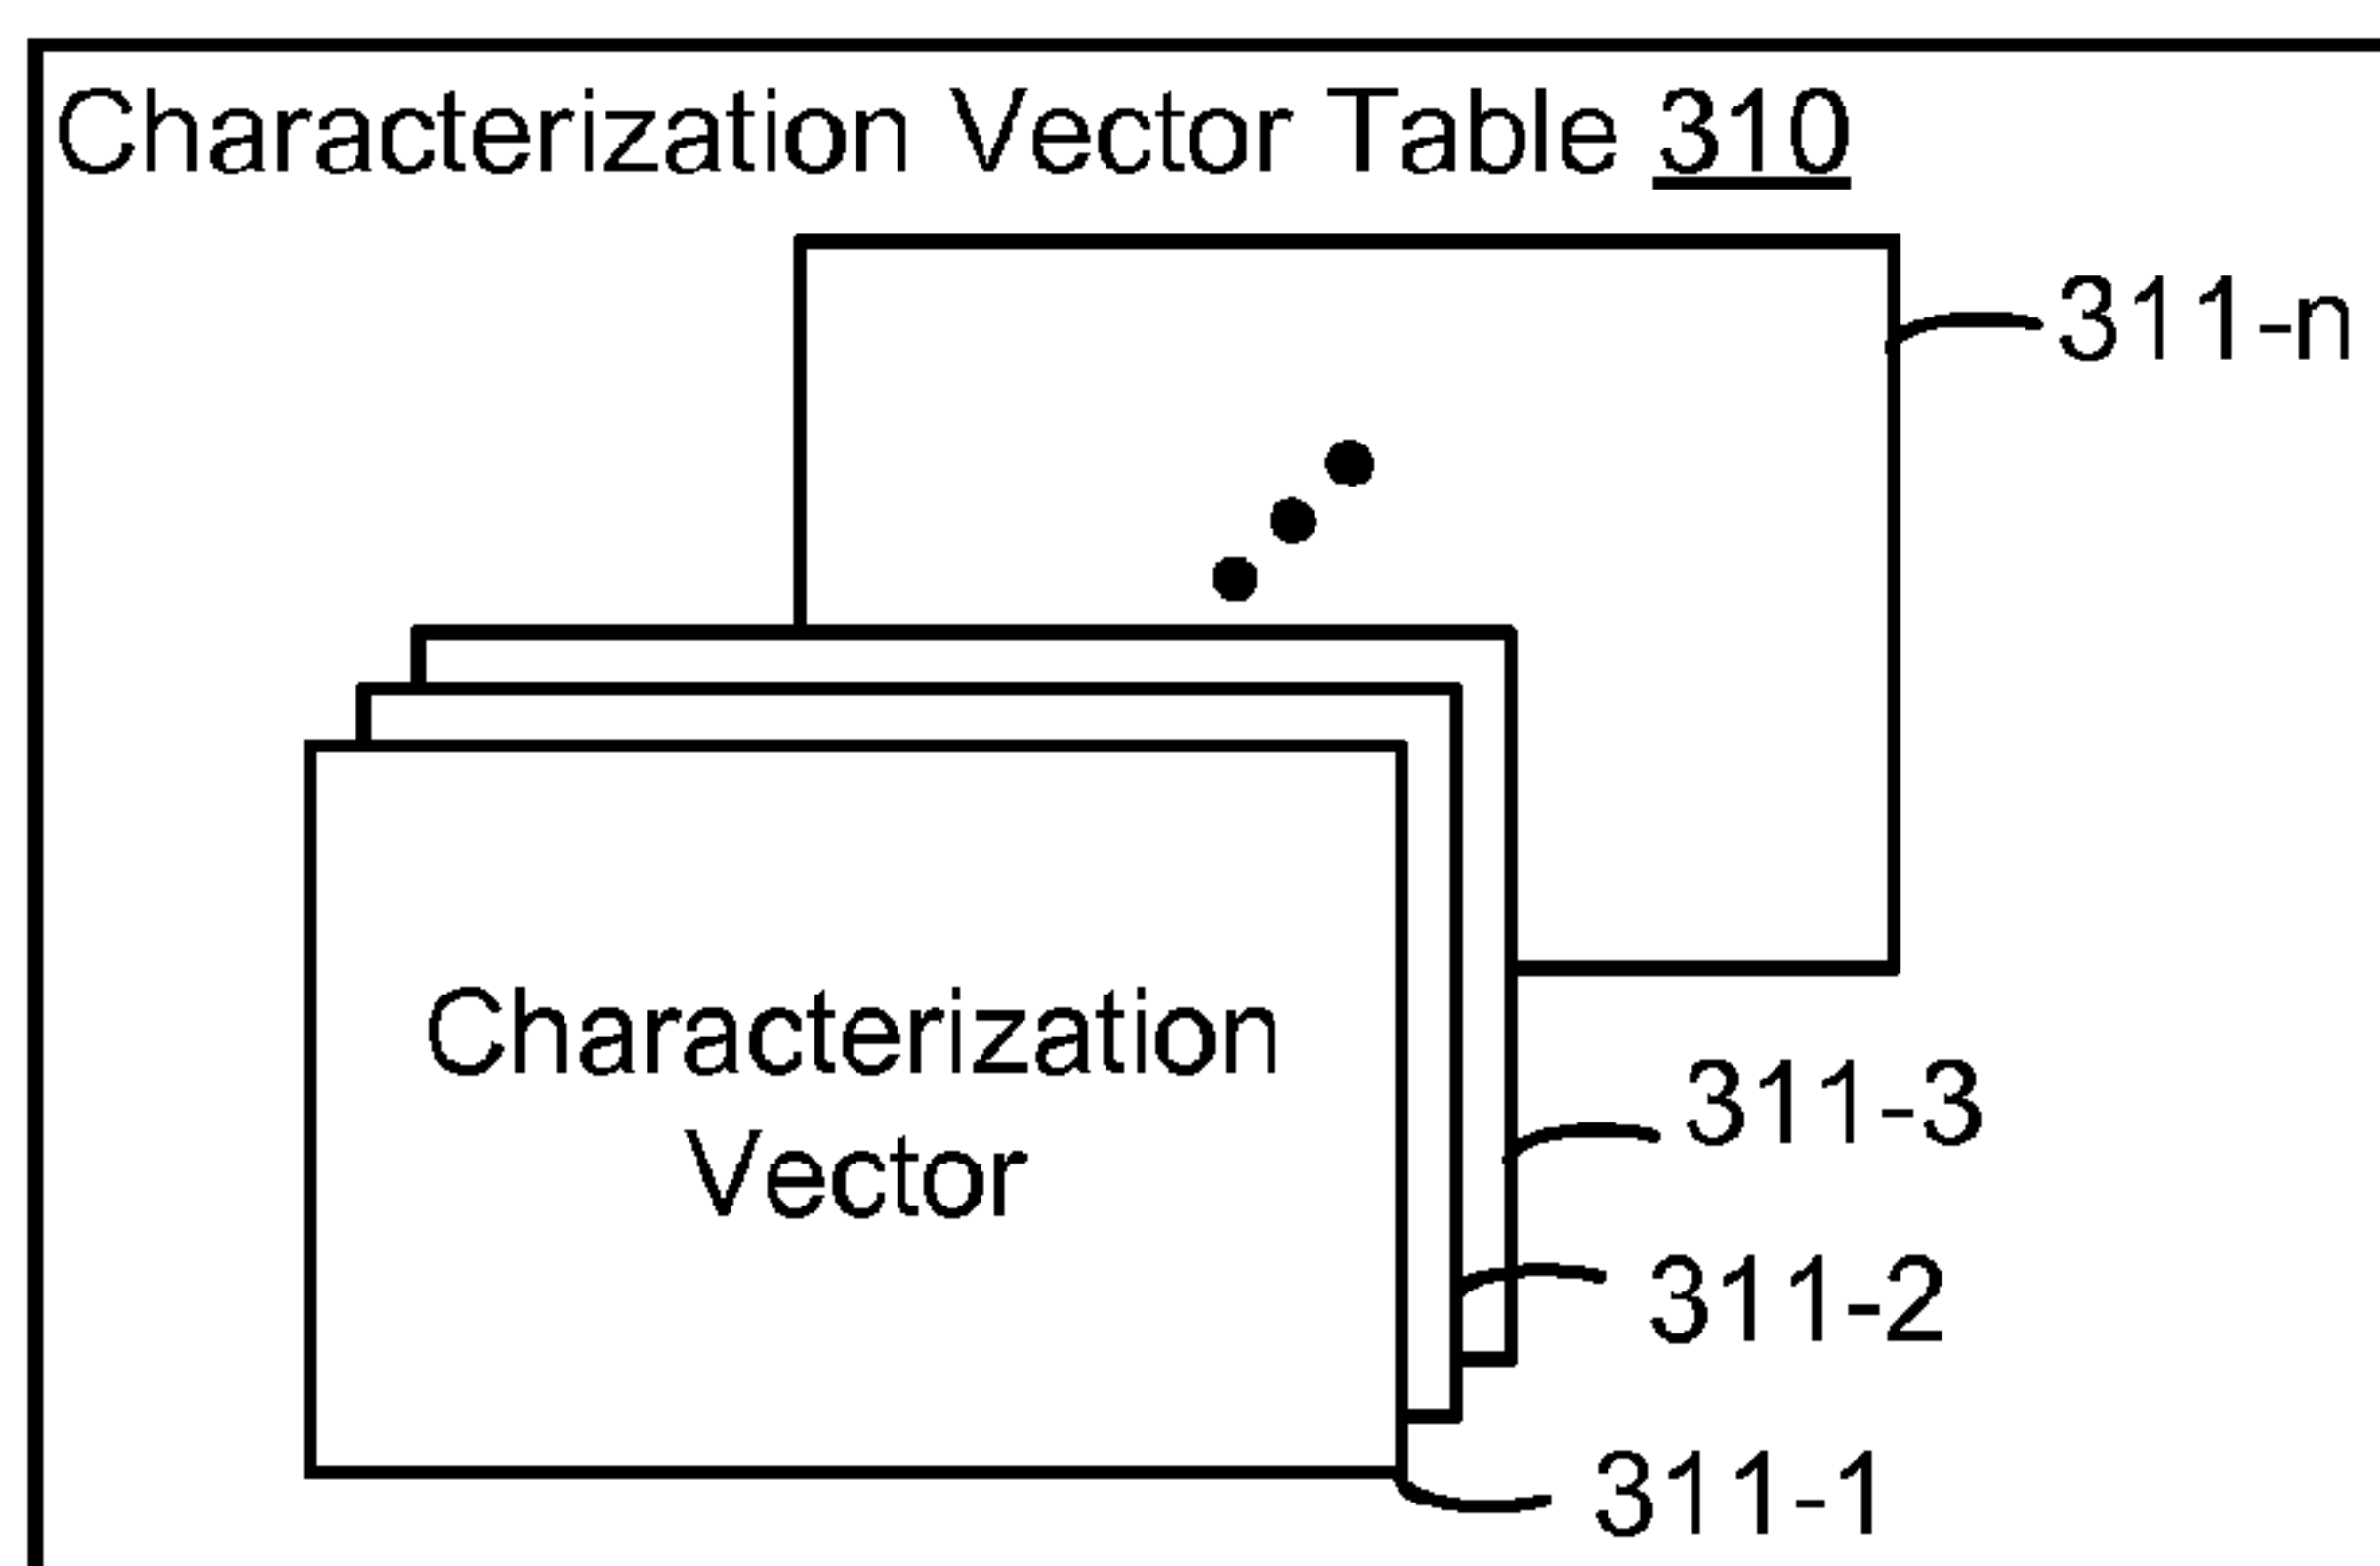 Characterization Vector Table 310
311-n
Characterization
Vector
311-3
311-2
311-1